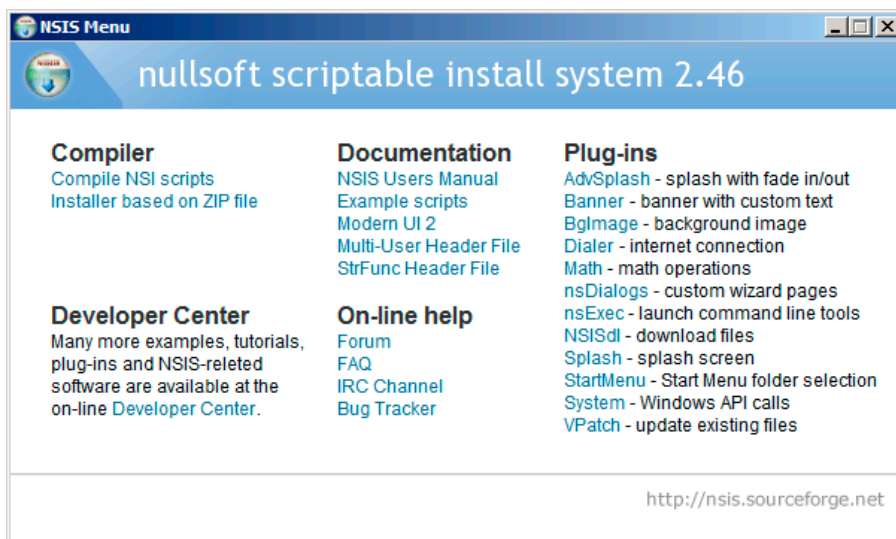 NSIS Menu
nullsoft scriptable install system 2.46
Compiler
Compile NSI scripts
Installer based on ZIP file
Documentation
NSIS Users Manual
Example scripts
Modern UI 2
Multi-User Header File
StrFunc Header File
Plug-ins
AdvSplash - splash with fade in/out
Banner - banner with custom text
BgImage - background image
Dialer - internet connection
Math - math operations
nsDialogs - custom wizard pages
nsExec - launch command line tools
NSISdl - download files
Splash - splash screen
StartMenu - Start Menu folder selection
System - Windows API calls
VPatch - update existing files
Developer Center
Many more examples, tutorials,
plug-ins and NSIS-releted
software are available at the
on-line Developer Center.
On-line help
Forum
FAQ
IRC Channel
Bug Tracker
http://nsis.sourceforge.net